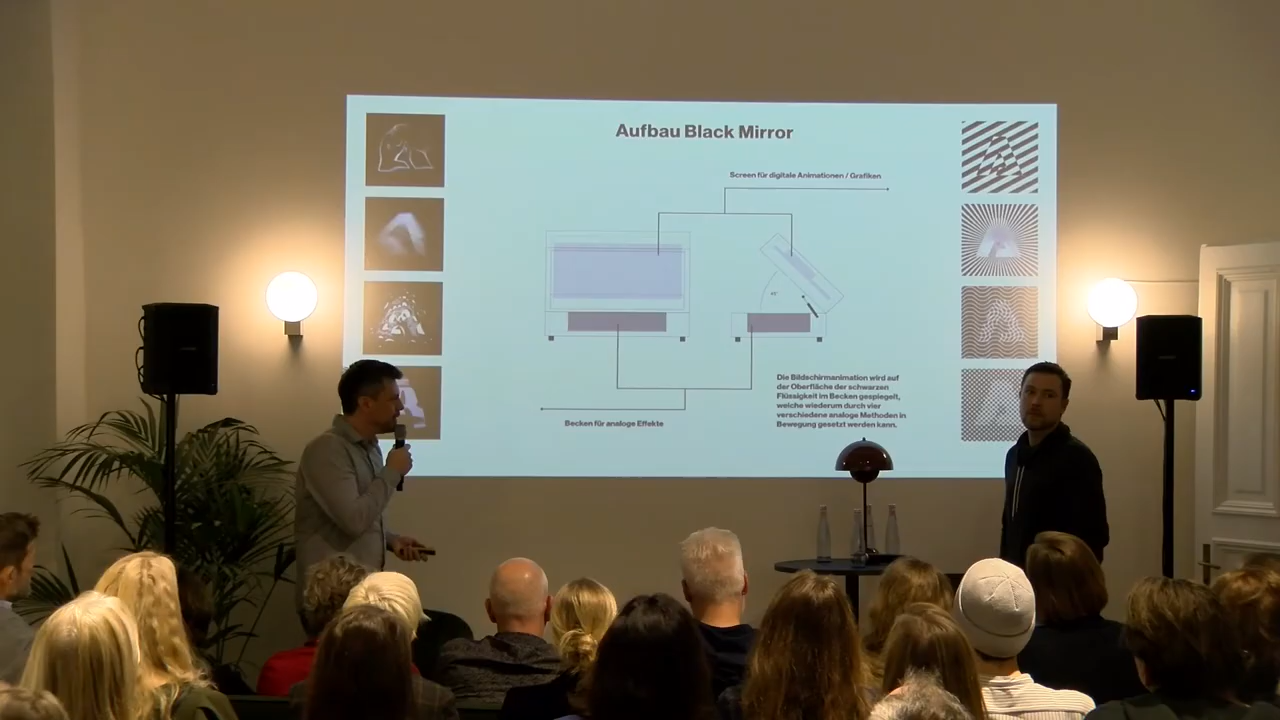 Aufbau Black Mirror
Screen für digitale Animationen / Grafiken
45°
Die Bildschirmanimation wird auf
der Oberfläche der schwarzen
Flüssigkeit im Becken gespiegelt,
welche wiederum durch vier
verschiedene analoge Methoden in
Bewegung gesetzt werden kann.
Becken für analoge Effekte